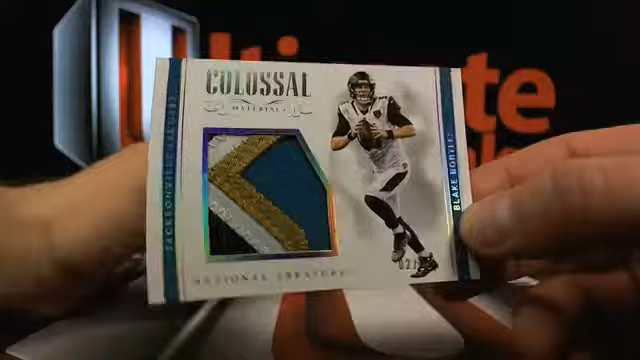 Ultimate
COLOSSAL
MATERIALS
JACKSONVILLE JAGUARS
BLAKE BORTLES
NATIONAL TREASURES